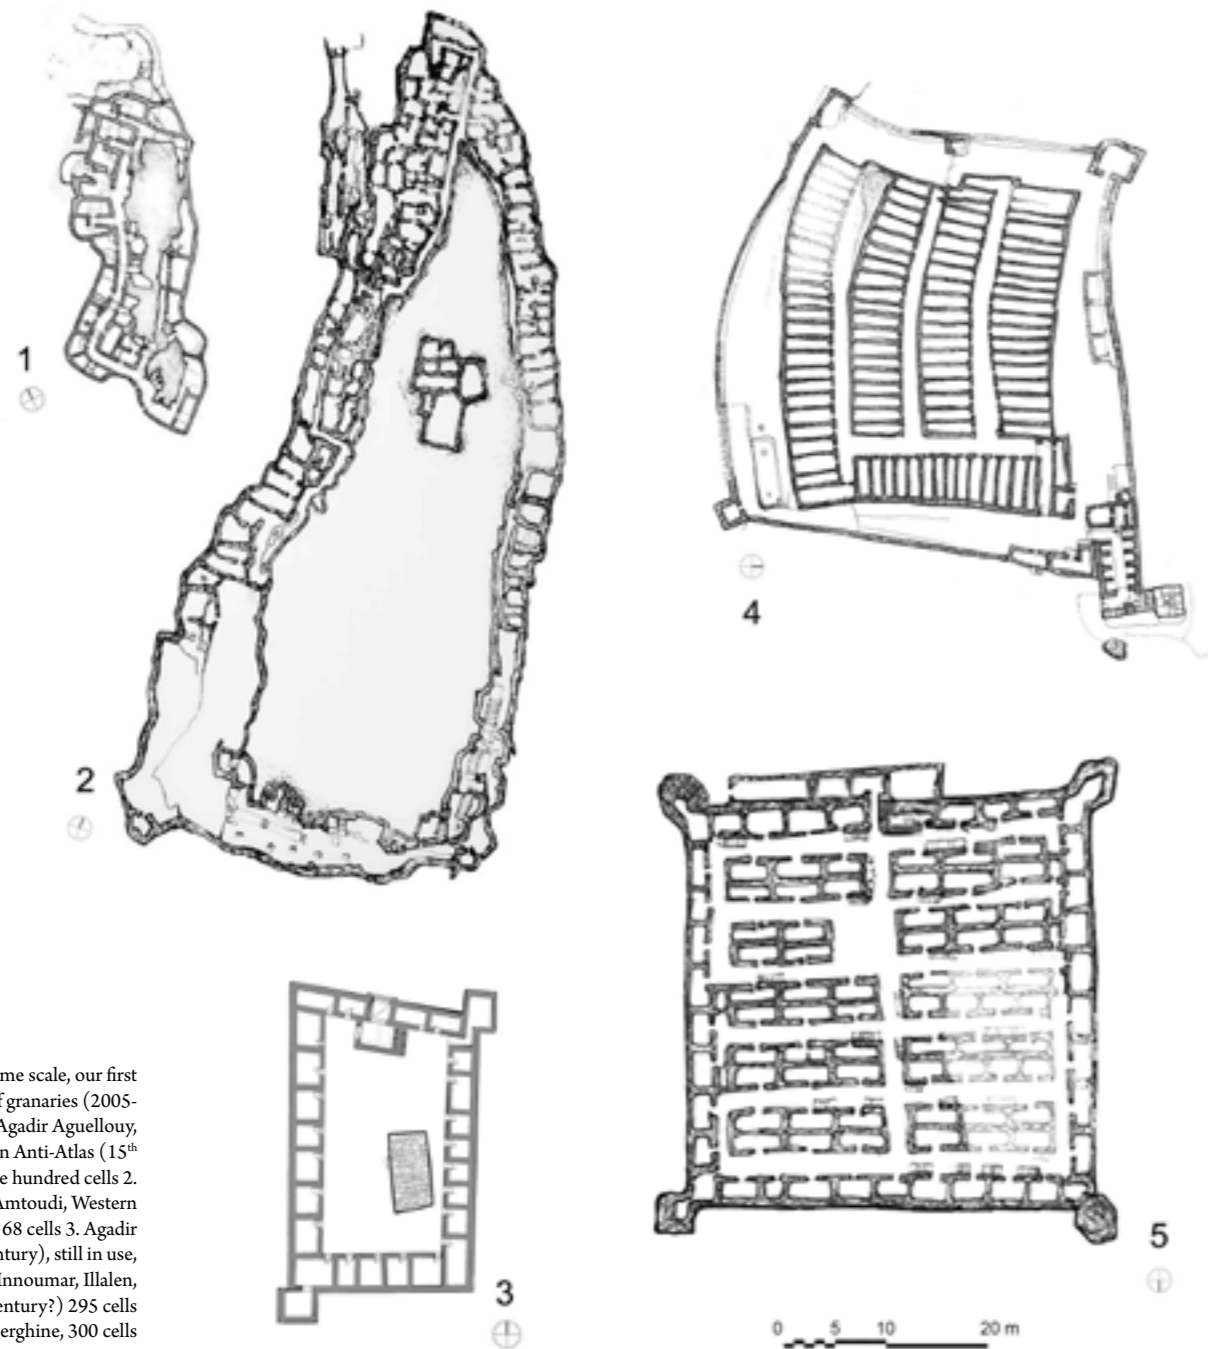 1
2
3
4
5
0 5 10 20 m
me scale, our first
f granaries (2005-
Agadir Aguellouy,
n Anti-Atlas (15th
e hundred cells 2.
Amtoudi, Western
68 cells 3. Agadir
ntury), still in use,
Innoumar, Illalen,
entury?) 295 cells
erghine, 300 cells